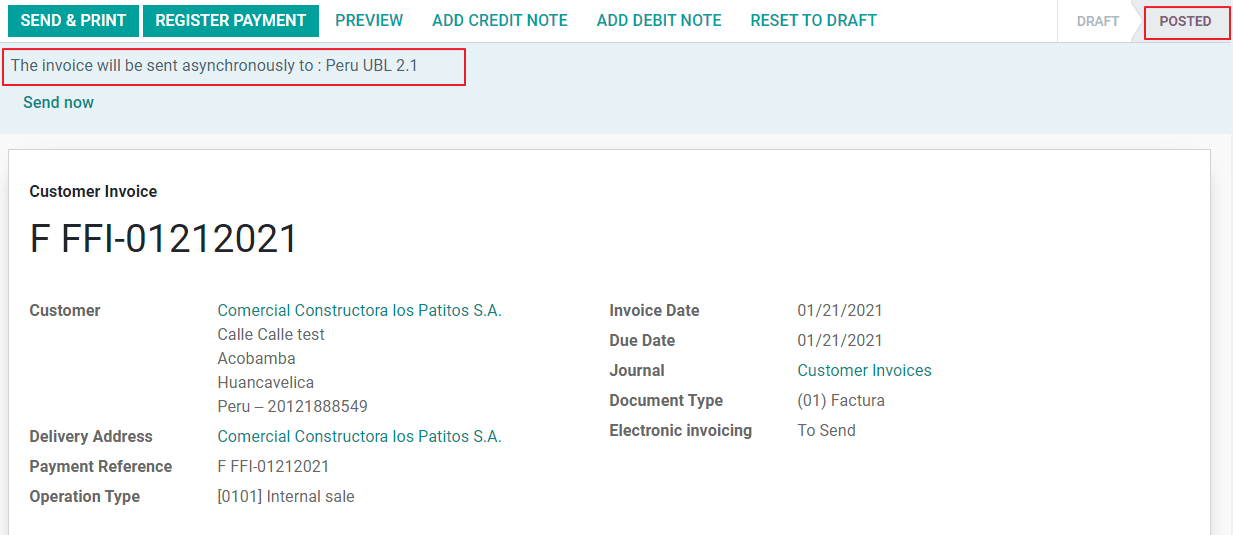 SEND & PRINT REGISTER PAYMENT PREVIEW ADD CREDIT NOTE ADD DEBIT NOTE RESET TO DRAFT DRAFT POSTED
The invoice will be sent asynchronously to : Peru UBL 2.1
Send now
Customer Invoice
F FFI-01212021
Customer Comercial Constructora los Patitos S.A.
Calle Calle test
Acobamba
Huancavelica
Peru – 20121888549
Delivery Address Comercial Constructora los Patitos S.A.
Payment Reference F FFI-01212021
Operation Type [0101] Internal sale
Invoice Date 01/21/2021
Due Date 01/21/2021
Journal Customer Invoices
Document Type (01) Factura
Electronic invoicing To Send